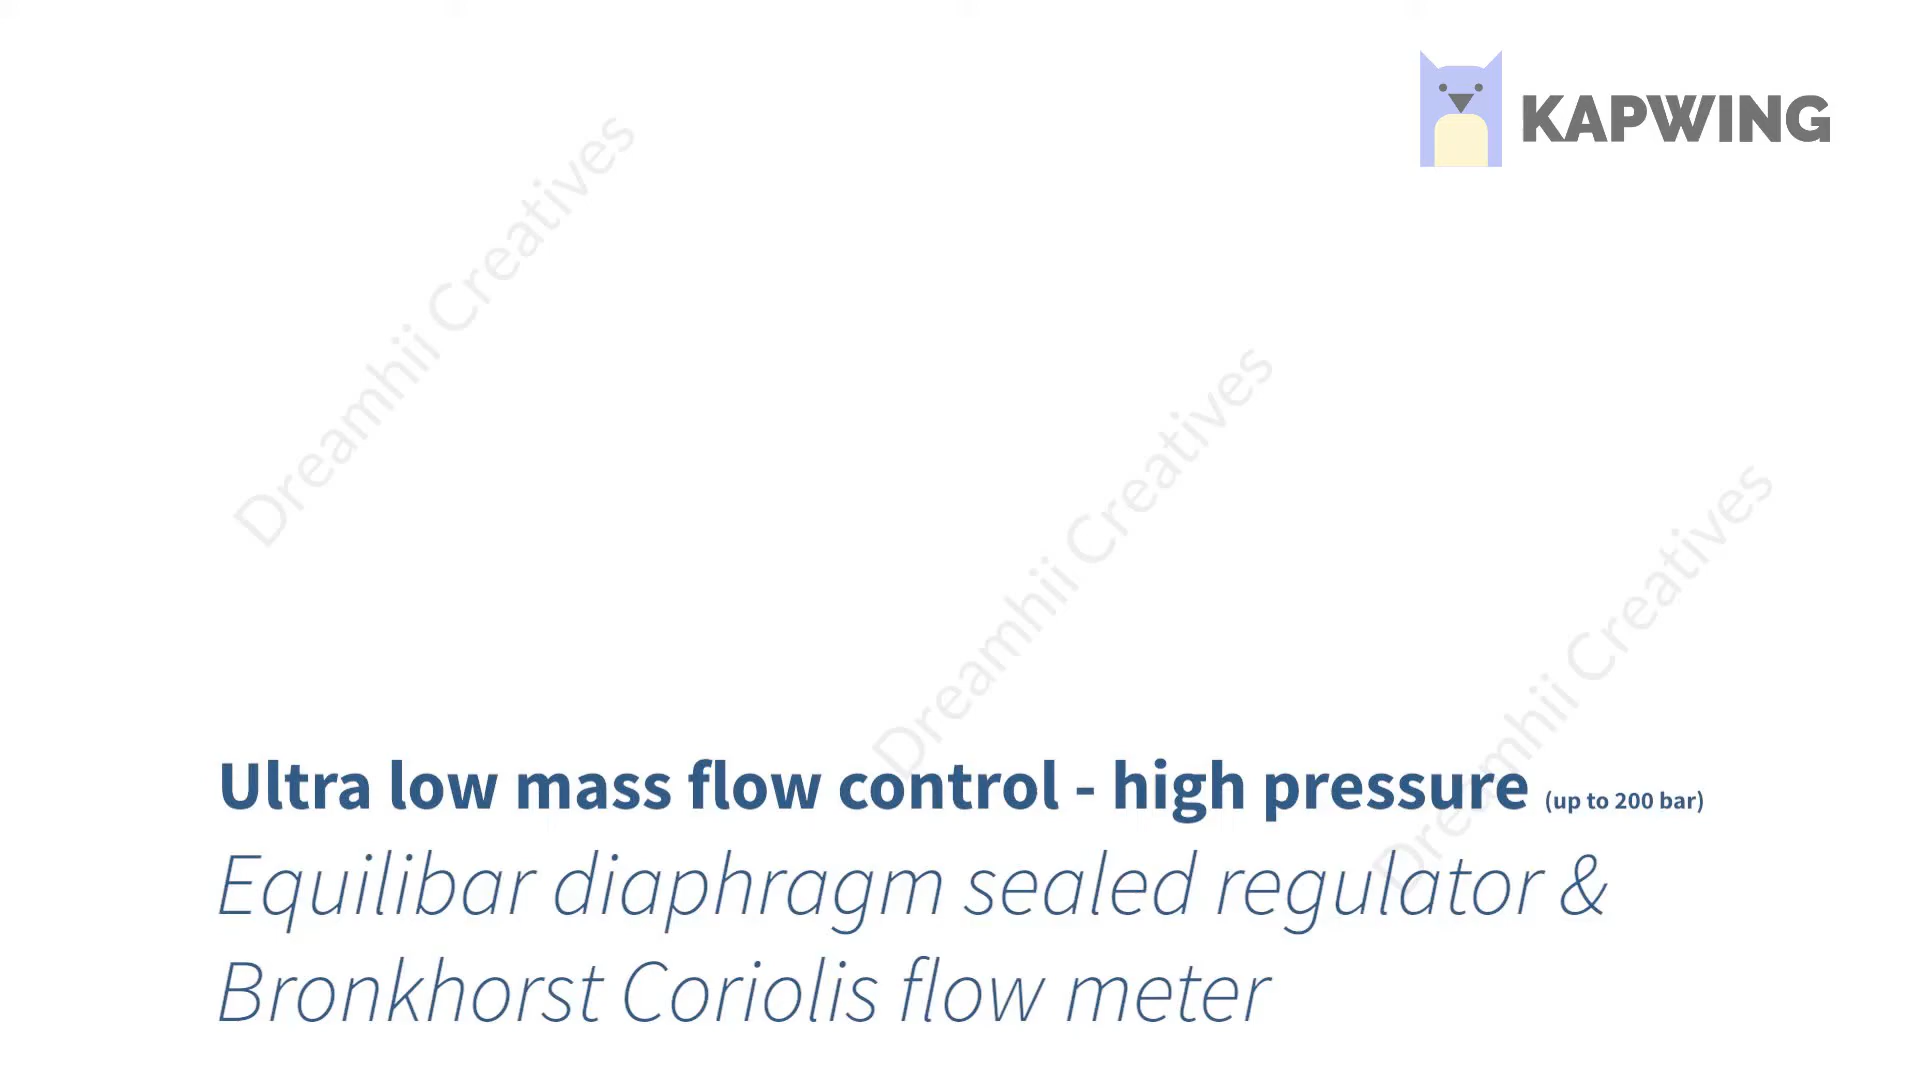 KAPWING
Dreamhii Creatives
Dreamhii Creatives
Dreamhii Creatives
Ultra low mass flow control - high pressure (up to 200 bar)
Equilibar diaphragm sealed regulator &
Bronkhorst Coriolis flow meter